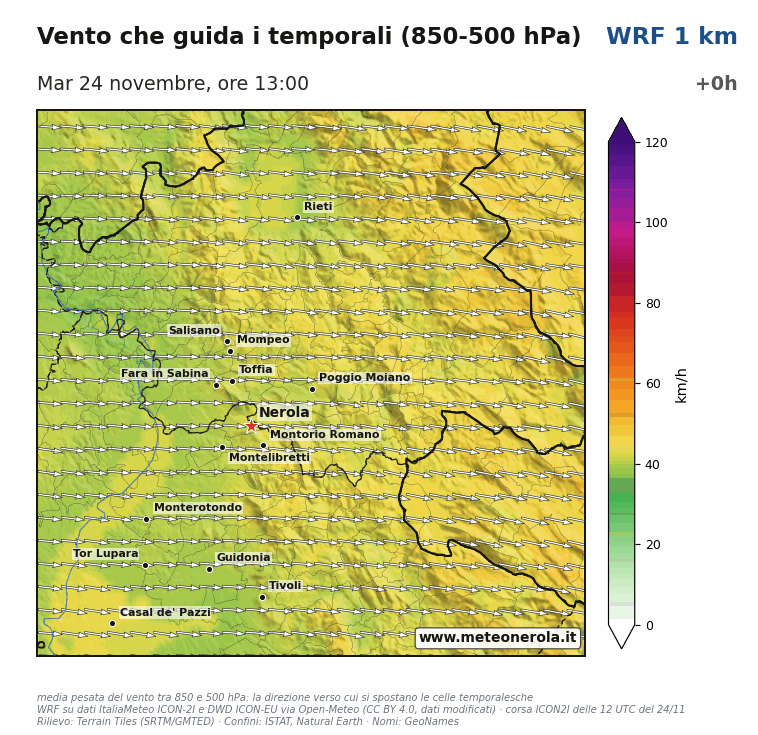 Vento che guida i temporali (850-500 hPa) WRF 1 km
Mar 24 novembre, ore 13:00 +0h
120
Rieti
100
80
Salisano
Mompeo
Toffia
Fara in Sabina
Poggio Moiano
60
km/h
Nerola
Montorio Romano
Montelibretti
40
Monterotondo
Tor Lupara
Guidonia
20
Tivoli
Casal de' Pazzi
www.meteonerola.it
0
media pesata del vento tra 850 e 500 hPa: la direzione verso cui si spostano le celle temporalesche
WRF su dati ItaliaMeteo ICON-2I e DWD ICON-EU via Open-Meteo (CC BY 4.0, dati modificati) · corsa ICON2I delle 12 UTC del 24/11
Rilievo: Terrain Tiles (SRTM/GMTED) · Confini: ISTAT, Natural Earth · Nomi: GeoNames